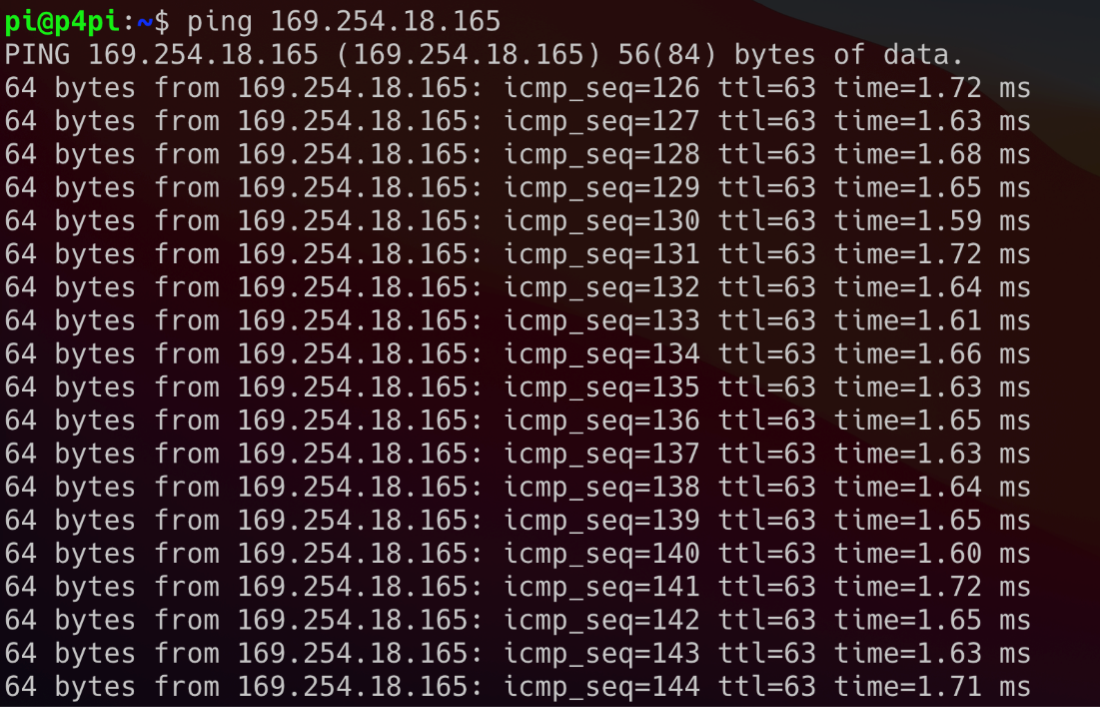 pi@p4pi:~$ ping 169.254.18.165
PING 169.254.18.165 (169.254.18.165) 56(84) bytes of data.
64 bytes from 169.254.18.165: icmp_seq=126 ttl=63 time=1.72 ms
64 bytes from 169.254.18.165: icmp_seq=127 ttl=63 time=1.63 ms
64 bytes from 169.254.18.165: icmp_seq=128 ttl=63 time=1.68 ms
64 bytes from 169.254.18.165: icmp_seq=129 ttl=63 time=1.65 ms
64 bytes from 169.254.18.165: icmp_seq=130 ttl=63 time=1.59 ms
64 bytes from 169.254.18.165: icmp_seq=131 ttl=63 time=1.72 ms
64 bytes from 169.254.18.165: icmp_seq=132 ttl=63 time=1.64 ms
64 bytes from 169.254.18.165: icmp_seq=133 ttl=63 time=1.61 ms
64 bytes from 169.254.18.165: icmp_seq=134 ttl=63 time=1.66 ms
64 bytes from 169.254.18.165: icmp_seq=135 ttl=63 time=1.63 ms
64 bytes from 169.254.18.165: icmp_seq=136 ttl=63 time=1.65 ms
64 bytes from 169.254.18.165: icmp_seq=137 ttl=63 time=1.63 ms
64 bytes from 169.254.18.165: icmp_seq=138 ttl=63 time=1.64 ms
64 bytes from 169.254.18.165: icmp_seq=139 ttl=63 time=1.65 ms
64 bytes from 169.254.18.165: icmp_seq=140 ttl=63 time=1.60 ms
64 bytes from 169.254.18.165: icmp_seq=141 ttl=63 time=1.72 ms
64 bytes from 169.254.18.165: icmp_seq=142 ttl=63 time=1.65 ms
64 bytes from 169.254.18.165: icmp_seq=143 ttl=63 time=1.63 ms
64 bytes from 169.254.18.165: icmp_seq=144 ttl=63 time=1.71 ms